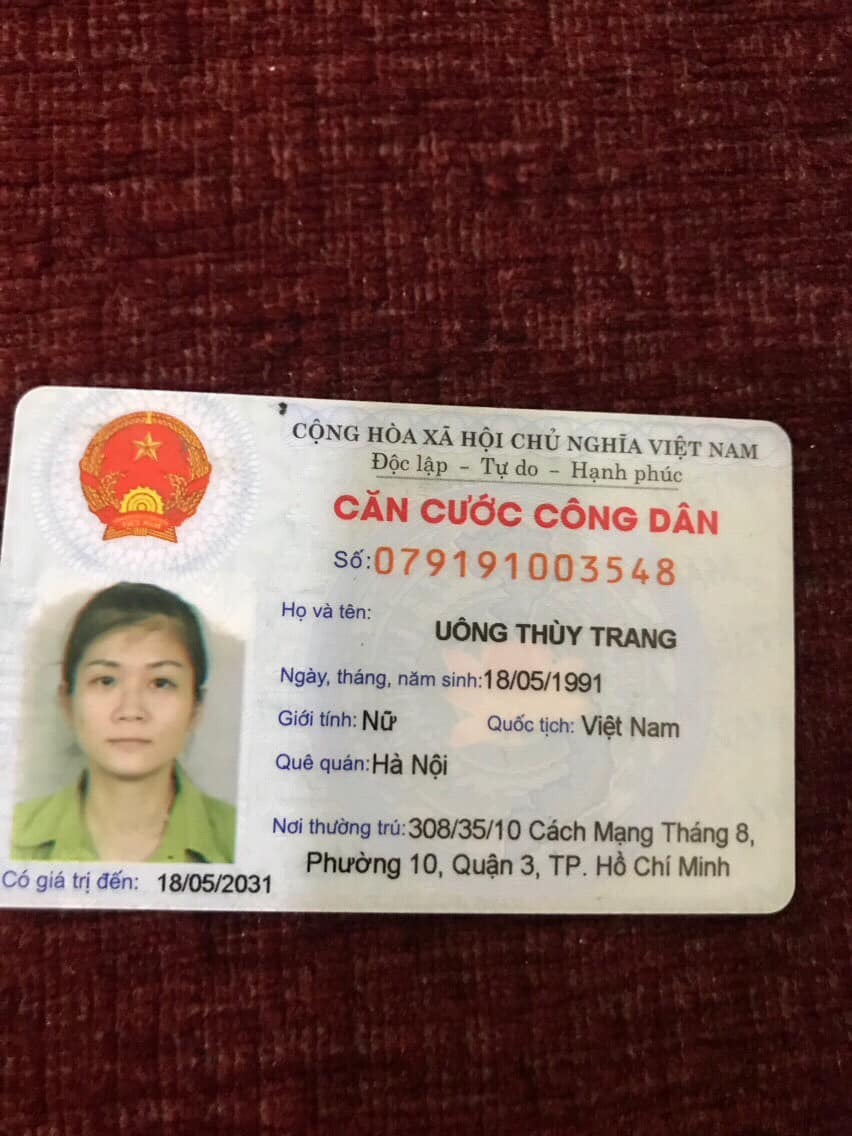 CỘNG HÒA XÃ HỘI CHỦ NGHĨA VIỆT NAM
Độc lập - Tự do - Hạnh phúc
CĂN CƯỚC CÔNG DÂN
Số: 079191003548
Họ và tên:
UÔNG THÙY TRANG
Ngày, tháng, năm sinh: 18/05/1991
Giới tính: Nữ Quốc tịch: Việt Nam
Quê quán: Hà Nội
Nơi thường trú: 308/35/10 Cách Mạng Tháng 8,
Phường 10, Quận 3, TP. Hồ Chí Minh
Có giá trị đến: 18/05/2031